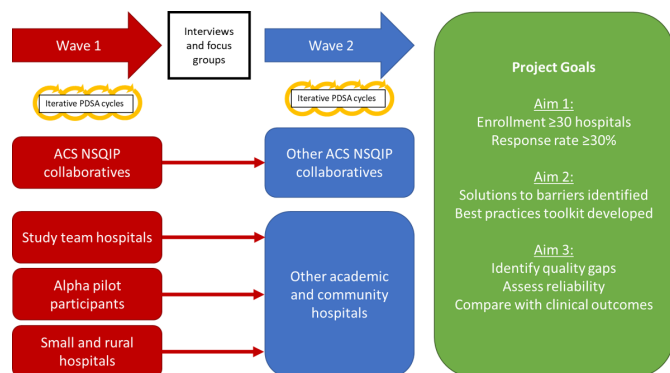 Wave 1
Interviews
and focus
groups
Wave 2
Iterative PDSA cycles
Iterative PDSA cycles
ACS NSQIP
collaboratives
Other ACS NSQIP
collaboratives
Study team hospitals
Alpha pilot
participants
Small and rural
hospitals
Other academic
and community
hospitals
Project Goals
Aim 1:
Enrollment ≥30 hospitals
Response rate ≥30%
Aim 2:
Solutions to barriers identified
Best practices toolkit developed
Aim 3:
Identify quality gaps
Assess reliability
Compare with clinical outcomes